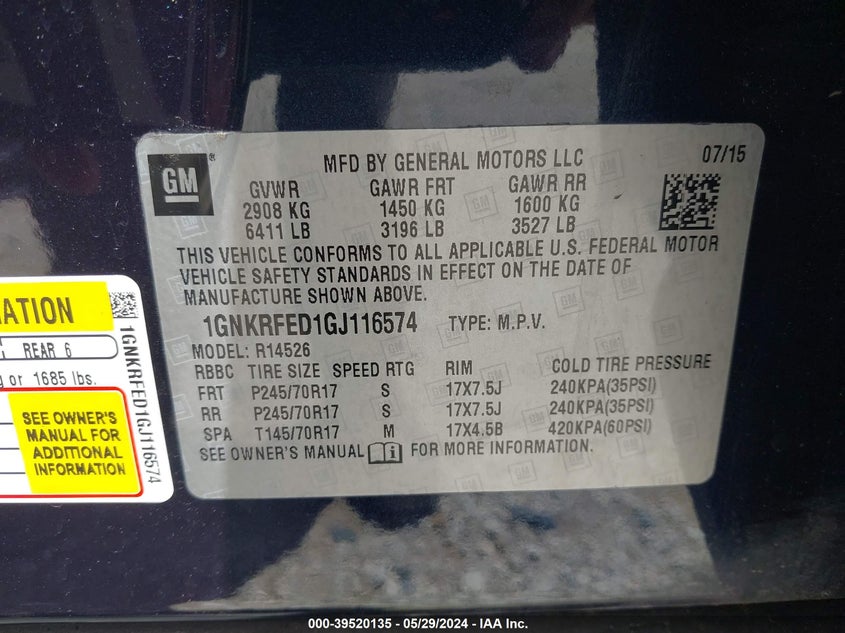 GM®
MFD BY GENERAL MOTORS LLC 07/15
GVWR GAWR FRT GAWR RR
2908 KG 1450 KG 1600 KG
6411 LB 3196 LB 3527 LB
THIS VEHICLE CONFORMS TO ALL APPLICABLE U.S. FEDERAL MOTOR
VEHICLE SAFETY STANDARDS IN EFFECT ON THE DATE OF
MANUFACTURE SHOWN ABOVE.
1GNKRFED1GJ116574 TYPE: M.P.V.
MODEL: R14526
RBBC TIRE SIZE SPEED RTG RIM COLD TIRE PRESSURE
FRT P245/70R17 S 17X7.5J 240KPA(35PSI)
RR P245/70R17 S 17X7.5J 240KPA(35PSI)
SPA T145/70R17 M 17X4.5B 420KPA(60PSI)
SEE OWNER'S MANUAL FOR MORE INFORMATION.
MATION
REAR 6
g or 1685 lbs.
SEE OWNER'S
MANUAL FOR
ADDITIONAL
INFORMATION
1GNKRFED1GJ116574
000-39520135 - 05/29/2024 - IAA Inc.